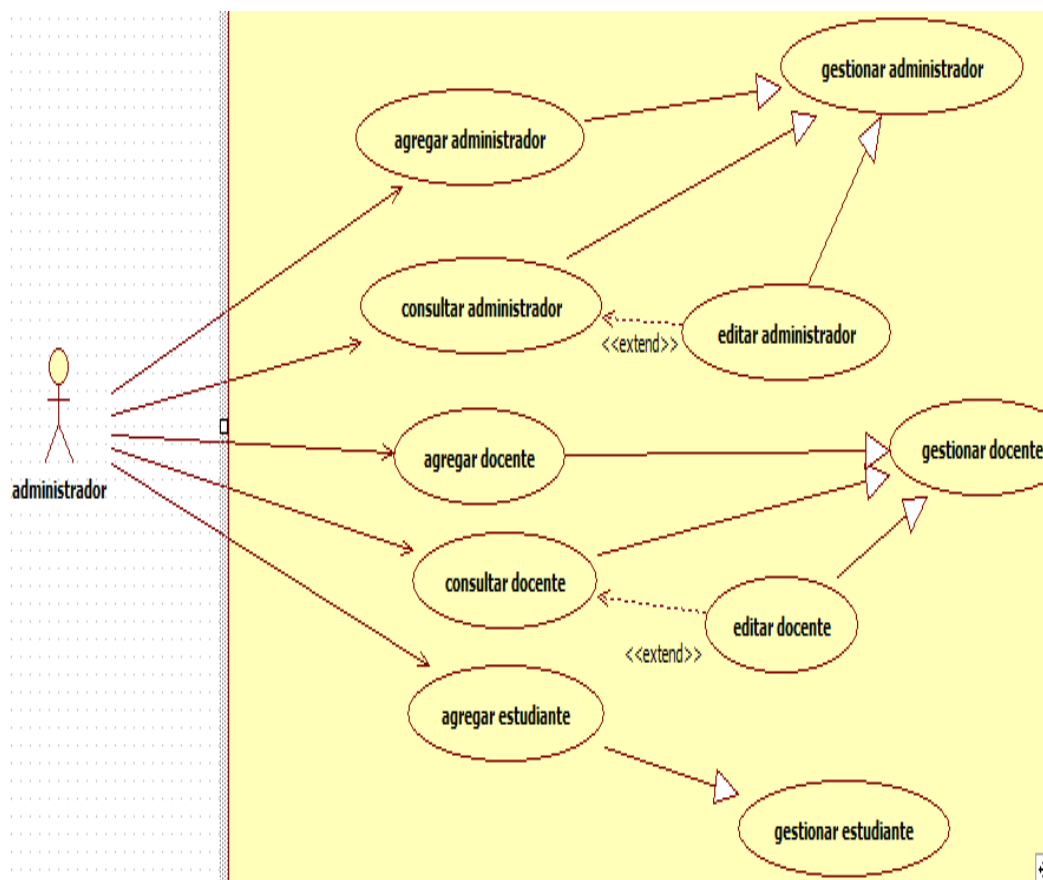 gestionar administrador
agregar administrador
consultar administrador
editar administrador
<<extend>>
administrador
agregar docente
gestionar docente
consultar docente
editar docente
<<extend>>
agregar estudiante
gestionar estudiante